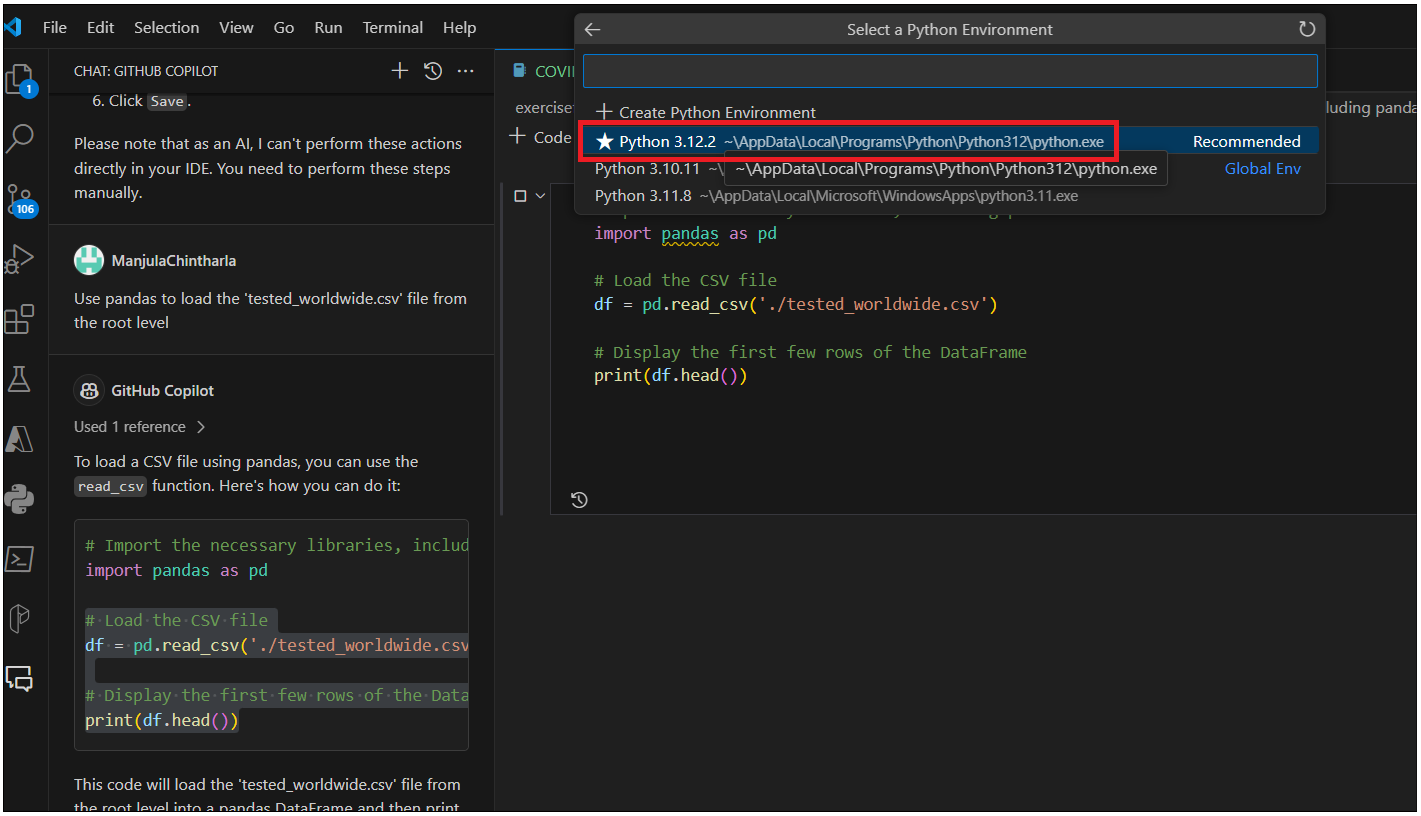 File Edit Selection View Go Run Terminal Help
Select a Python Environment
CHAT: GITHUB COPILOT
1
106
6. Click Save.
Please note that as an AI, I can't perform these actions
directly in your IDE. You need to perform these steps
manually.
ManjulaChintharla
Use pandas to load the 'tested_worldwide.csv' file from
the root level
GitHub Copilot
Used 1 reference
To load a CSV file using pandas, you can use the
read_csv function. Here's how you can do it:
# Import the necessary libraries, includ
import pandas as pd
# Load the CSV file
df = pd.read_csv('./tested_worldwide.csv
# Display the first few rows of the Data
print(df.head())
This code will load the 'tested_worldwide.csv' file from
the root level into a pandas DataFrame and then print
COVI
exercise
luding panda
+ Code
+ Create Python Environment
★ Python 3.12.2 ~\AppData\Local\Programs\Python\Python312\python.exe Recommended
Python 3.10.11 ~\ Global Env
~\AppData\Local\Programs\Python\Python312\python.exe
Python 3.11.8 ~\AppData\Local\Microsoft\WindowsApps\python3.11.exe
import pandas as pd
# Load the CSV file
df = pd.read_csv('./tested_worldwide.csv')
# Display the first few rows of the DataFrame
print(df.head())